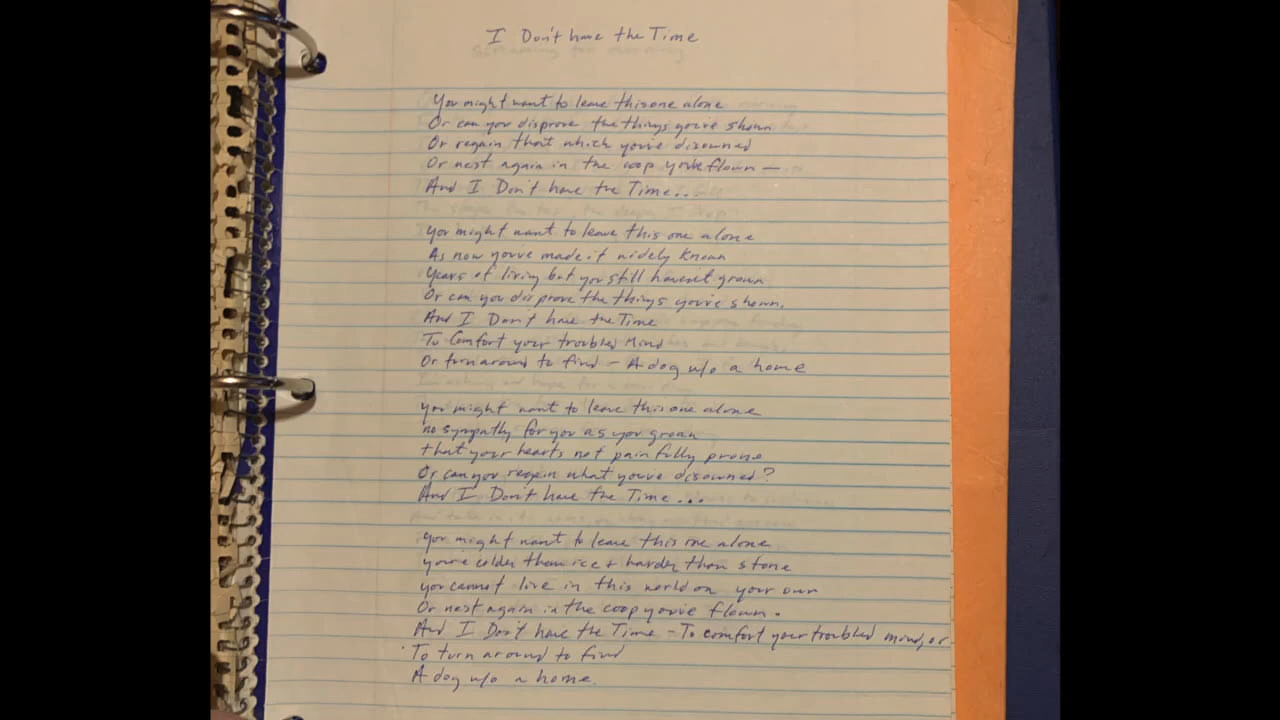 I Don't have the Time
You might want to leave this one alone
Or can you disprove the things you've shown
Or regain that which you've disowned
Or nest again in the coop you've flown —
And I Don't have the Time..
You might want to leave this one alone
As now you've made it widely known
Years of living but you still havent grown
Or can you disprove the things you've shown.
And I Don't have the Time
To Comfort your troubled Mind
Or turn around to find - A dog w/o a home
You might want to leave this one alone
no sympathy for you as you groan
that your hearts not painfully prone
Or can you regain what you've disowned?
And I Don't have the Time ...
You might want to leave this one alone
you're colder than ice + harder than stone
you cannot live in this world on your own
Or nest again in the coop you've flown.
And I Don't have the Time - To comfort your troubled mind, or
To turn around to find
A dog w/o a home.